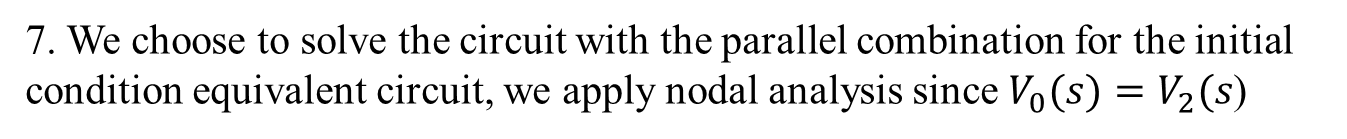 7. We choose to solve the circuit with the parallel combination for the initial
condition equivalent circuit, we apply nodal analysis since V₀(s) = V₂(s)